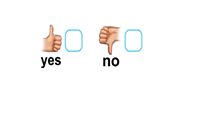 yes no